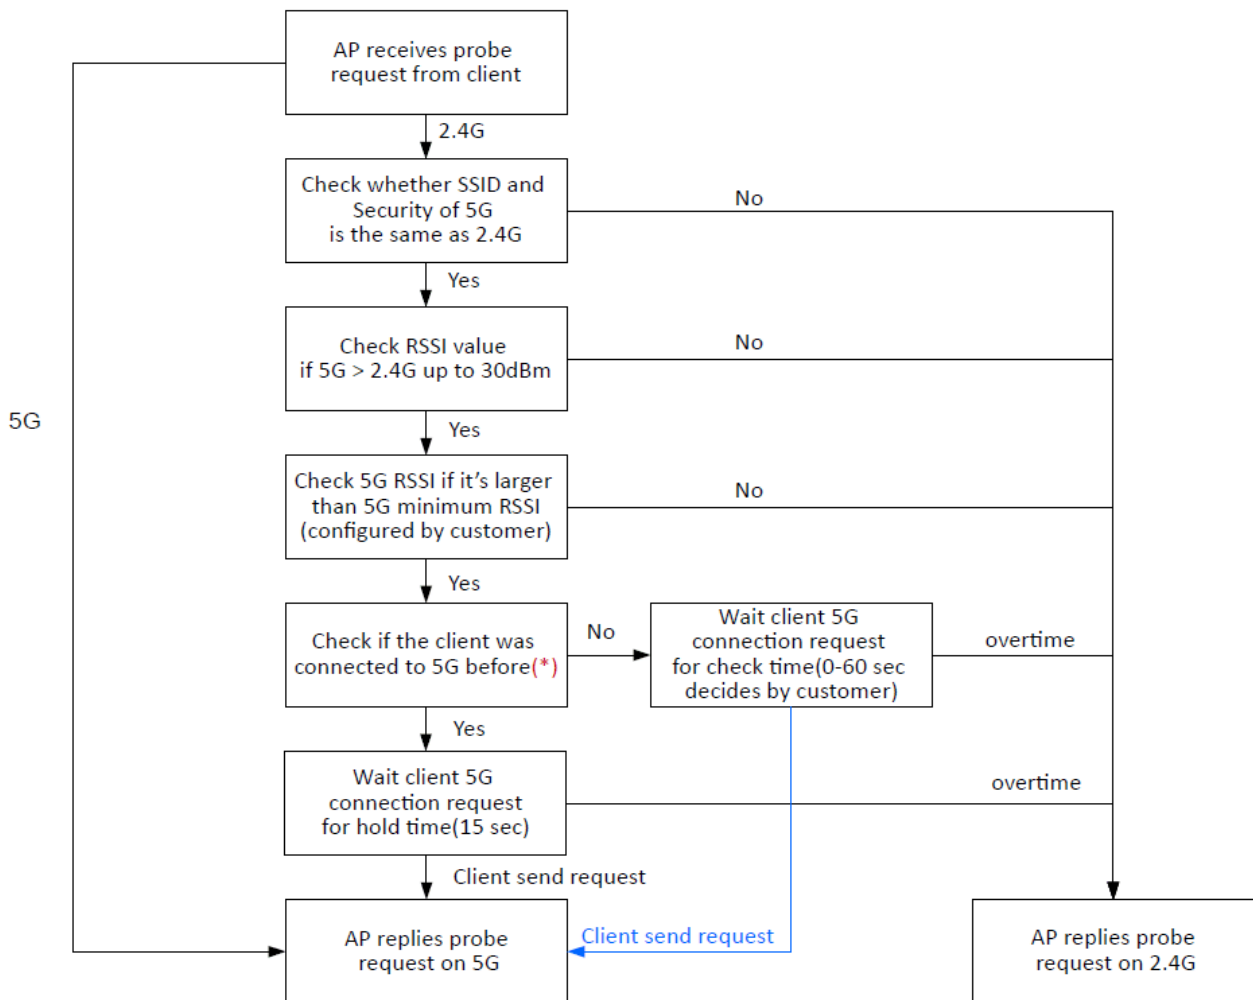 AP receives probe
request from client
2.4G
Check whether SSID and
Security of 5G
is the same as 2.4G
No
Yes
Check RSSI value
if 5G > 2.4G up to 30dBm
No
5G
Yes
Check 5G RSSI if it’s larger
than 5G minimum RSSI
(configured by customer)
No
Yes
Check if the client was
connected to 5G before(*)
No
Wait client 5G
connection request
for check time(0-60 sec
decides by customer)
overtime
Yes
Wait client 5G
connection request
for hold time(15 sec)
overtime
Client send request
AP replies probe
request on 5G
Client send request
AP replies probe
request on 2.4G